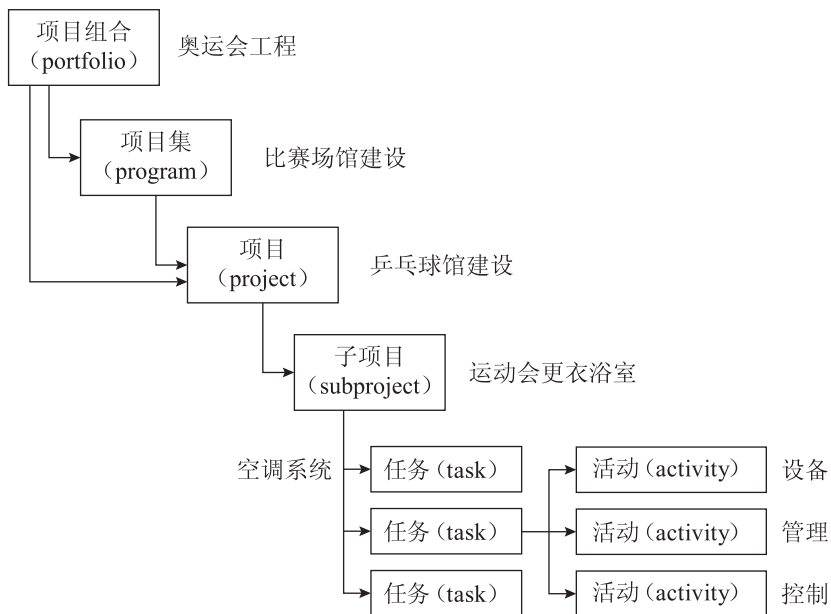 项目组合
（portfolio）
奥运会工程
项目集
（program）
比赛场馆建设
项目
（project）
乒乓球馆建设
子项目
（subproject）
运动会更衣浴室
空调系统
任务（task）
活动（activity）
设备
任务（task）
活动（activity）
管理
任务（task）
活动（activity）
控制